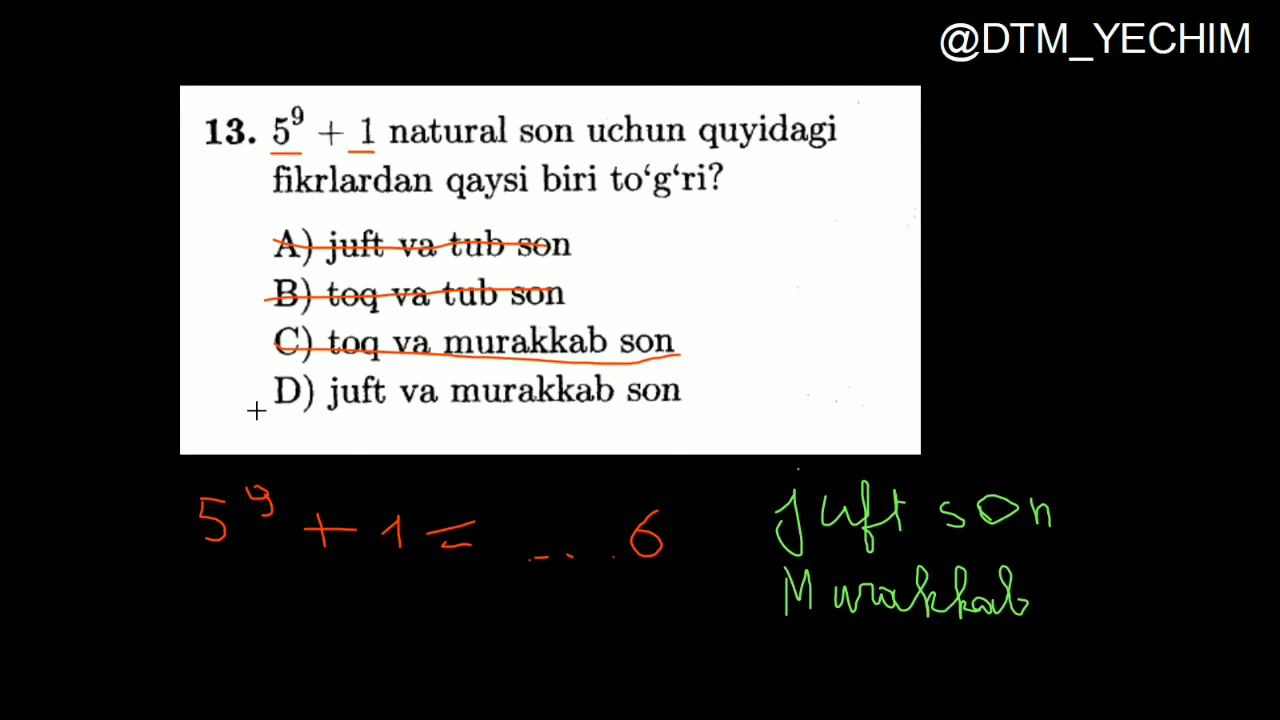 @DTM_YECHIM
13. 5⁹ + 1 natural son uchun quyidagi
fikrlardan qaysi biri to‘g‘ri?
A) juft va tub son
B) toq va tub son
C) toq va murakkab son
D) juft va murakkab son
5⁹ + 1 = ... 6
juft son
Murakkab